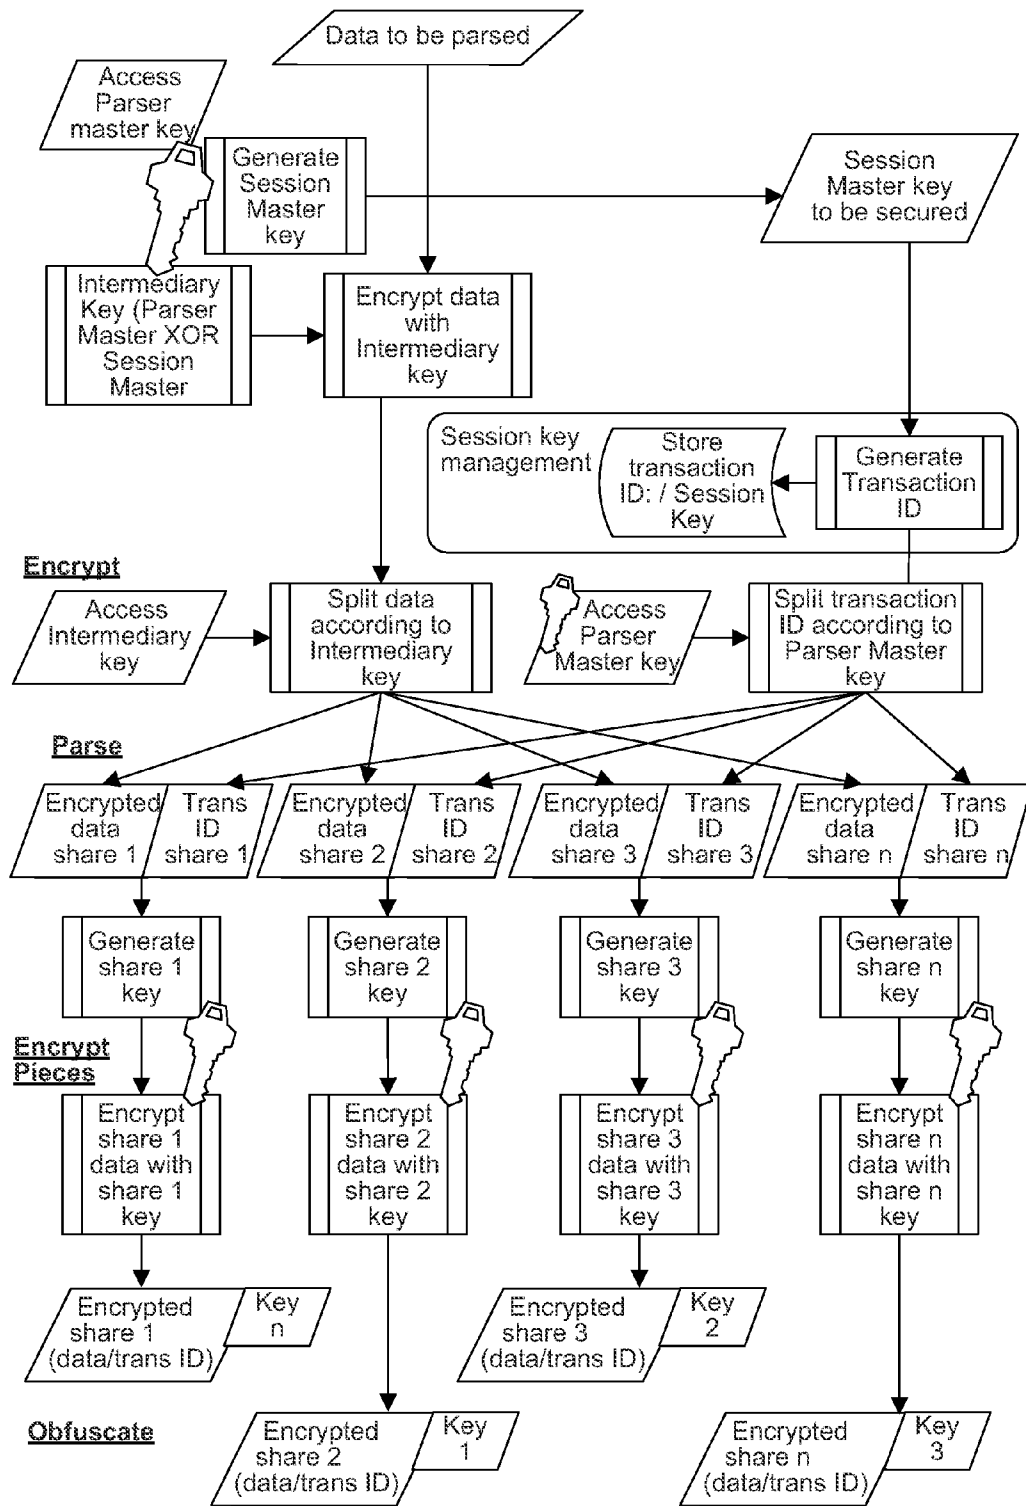 Data to be parsed
Access
Parser
master key
Generate
Session
Master
key
Session
Master key
to be secured
Intermediary
Key (Parser
Master XOR
Session
Master
Encrypt data
with
Intermediary
key
Session key
management
Store
transaction
ID: / Session
Key
Generate
Transaction
ID
Encrypt
Access
Intermediary
key
Split data
according to
Intermediary
key
Access
Parser
Master key
Split transaction
ID according to
Parser Master
key
Parse
Encrypted
data
share 1
Trans
ID
share 1
Encrypted
data
share 2
Trans
ID
share 2
Encrypted
data
share 3
Trans
ID
share 3
Encrypted
data
share n
Trans
ID
share n
Generate
share 1
key
Generate
share 2
key
Generate
share 3
key
Generate
share n
key
Encrypt
Pieces
Encrypt
share 1
data with
share 1
key
Encrypt
share 2
data with
share 2
key
Encrypt
share 3
data with
share 3
key
Encrypt
share n
data with
share n
key
Encrypted
share 1
(data/trans ID)
Key
n
Encrypted
share 3
(data/trans ID)
Key
2
Obfuscate
Encrypted
share 2
(data/trans ID)
Key
1
Encrypted
share n
(data/trans ID)
Key
3